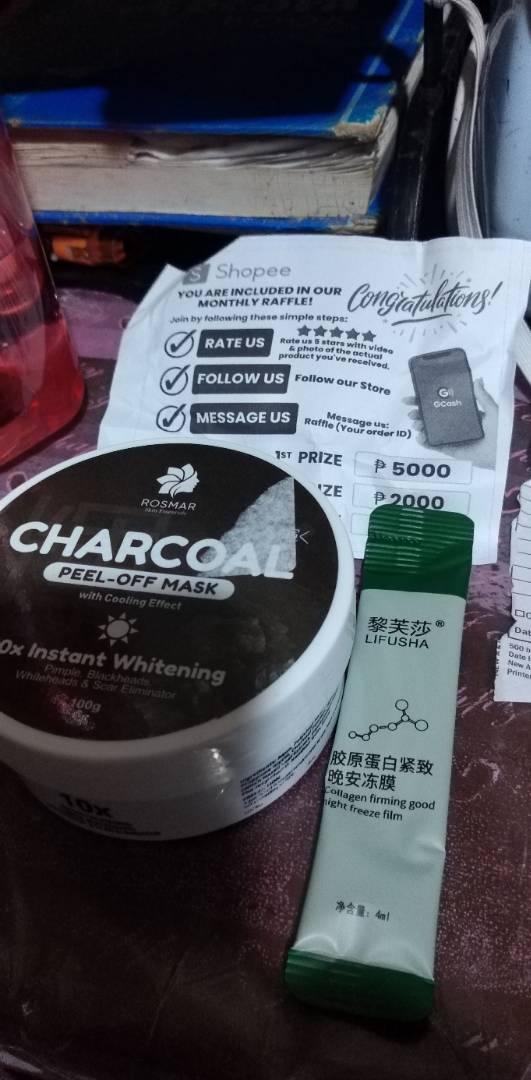 S Shopee
YOU ARE INCLUDED IN OUR
MONTHLY RAFFLE!
Congratulations!
Join by following these simple steps:
RATE US
Rate us 5 stars with video
& photo of the actual
product you've received.
FOLLOW US
Follow our Store
MESSAGE US
Message us:
Raffle (Your order ID)
GCash
1ST PRIZE ₱ 5000
IZE ₱ 2000
ROSMAR
Skin Essentials
CHARCOAL
PEEL-OFF MASK
with Cooling Effect
0x Instant Whitening
Pimple, Blackheads,
Whiteheads & Scar Eliminator
100g
10x
黎芙莎®
LIFUSHA
胶原蛋白紧致
晚安冻膜
Collagen firming good
night freeze film
净含量: 4ml